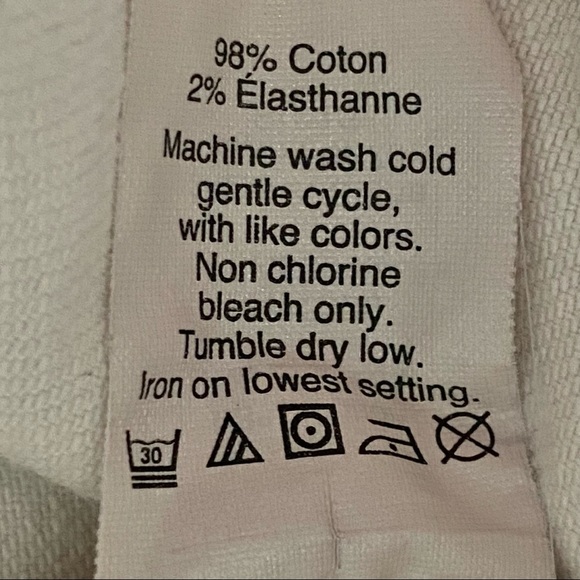 98% Coton
2% Élasthanne
Machine wash cold
gentle cycle,
with like colors.
Non chlorine
bleach only.
Tumble dry low.
Iron on lowest setting.
30